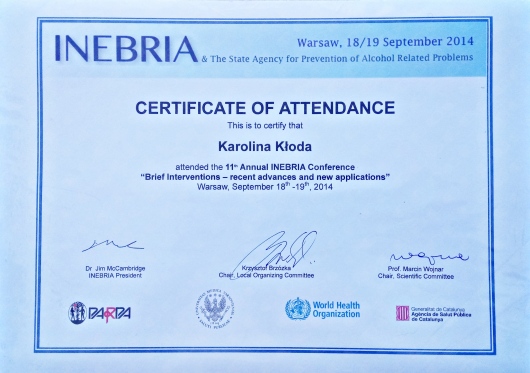 INEBRIA
Warsaw, 18/19 September 2014
& The State Agency for Prevention of Alcohol Related Problems
CERTIFICATE OF ATTENDANCE
This is to certify that
Karolina Kłoda
attended the 11th Annual INEBRIA Conference
“Brief Interventions – recent advances and new applications”
Warsaw, September 18th -19th, 2014
Dr Jim McCambridge
INEBRIA President
Krzysztof Brzózka
Chair, Local Organizing Committee
Prof. Marcin Wojnar
Chair, Scientific Committee
PARPA
World Health
Organization
Generalitat de Catalunya
Agència de Salut Pública
de Catalunya